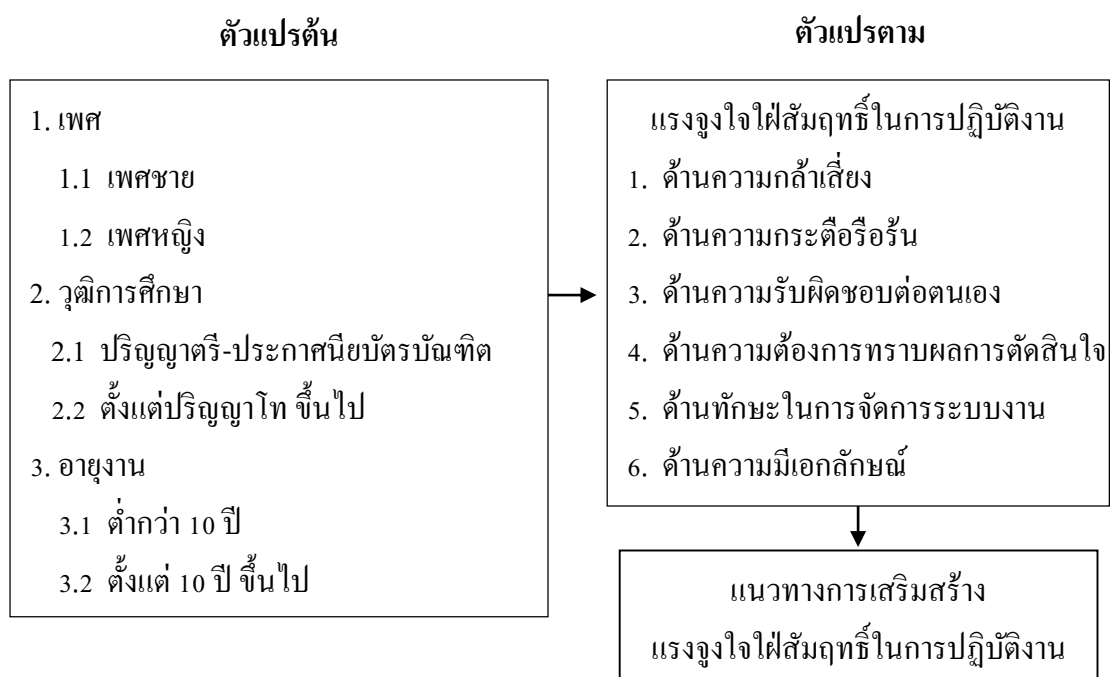 ตัวแปรต้น
1. เพศ
1.1 เพศชาย
1.2 เพศหญิง
2. วุฒิการศึกษา
2.1 ปริญญาตรี-ประกาศนียบัตรบัณฑิต
2.2 ตั้งแต่ปริญญาโท ขึ้นไป
3. อายุงาน
3.1 ต่ำกว่า 10 ปี
3.2 ตั้งแต่ 10 ปี ขึ้นไป
ตัวแปรตาม
แรงจูงใจใฝ่สัมฤทธิ์ในการปฏิบัติงาน
1. ด้านความกล้าเสี่ยง
2. ด้านความกระตือรือร้น
3. ด้านความรับผิดชอบต่อตนเอง
4. ด้านความต้องการทราบผลการตัดสินใจ
5. ด้านทักษะในการจัดการระบบงาน
6. ด้านความมีเอกลักษณ์
แนวทางการเสริมสร้าง
แรงจูงใจใฝ่สัมฤทธิ์ในการปฏิบัติงาน